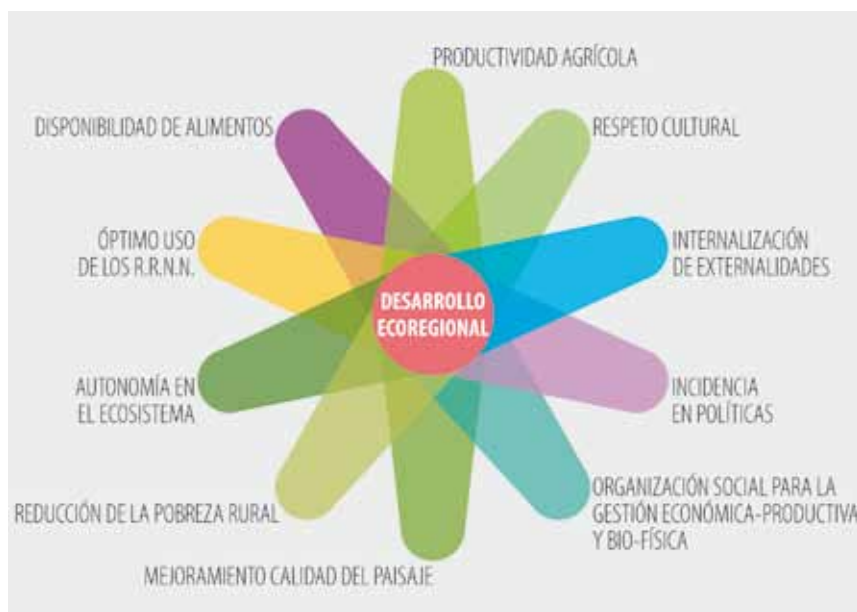 PRODUCTIVIDAD AGRÍCOLA
DISPONIBILIDAD DE ALIMENTOS
RESPETO CULTURAL
ÓPTIMO USO
DE LOS R.R.N.N.
INTERNALIZACIÓN
DE EXTERNALIDADES
DESARROLLO
ECOREGIONAL
AUTONOMÍA EN
EL ECOSISTEMA
INCIDENCIA
EN POLÍTICAS
REDUCCIÓN DE LA POBREZA RURAL
ORGANIZACIÓN SOCIAL PARA LA
GESTIÓN ECONÓMICA-PRODUCTIVA
Y BIO-FÍSICA
MEJORAMIENTO CALIDAD DEL PAISAJE